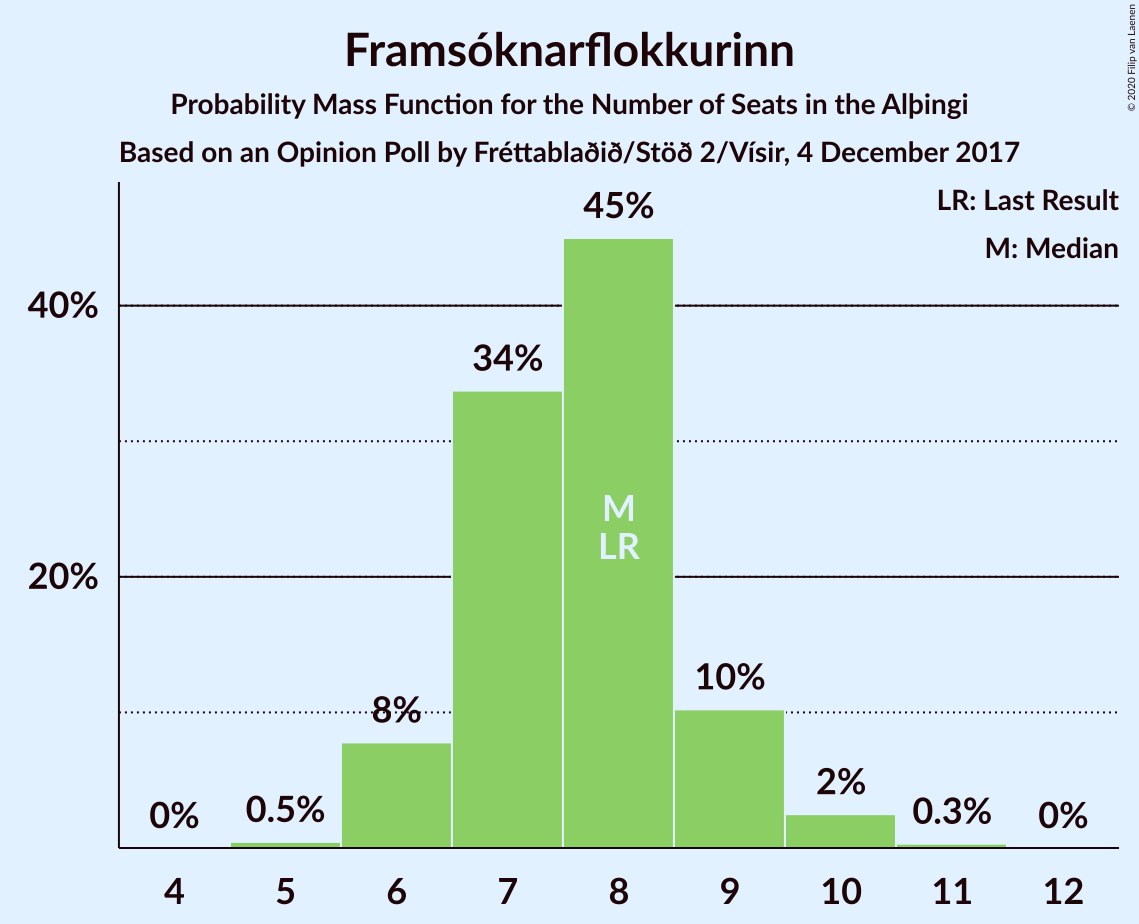 Framsóknarflokkurinn
Probability Mass Function for the Number of Seats in the Alþingi
Based on an Opinion Poll by Fréttablaðið/Stöð 2/Vísir, 4 December 2017
© 2020 Filip van Laenen
LR: Last Result
M: Median
40%
20%
0%
0.5%
8%
34%
45%
M
LR
10%
2%
0.3%
0%
4 5 6 7 8 9 10 11 12